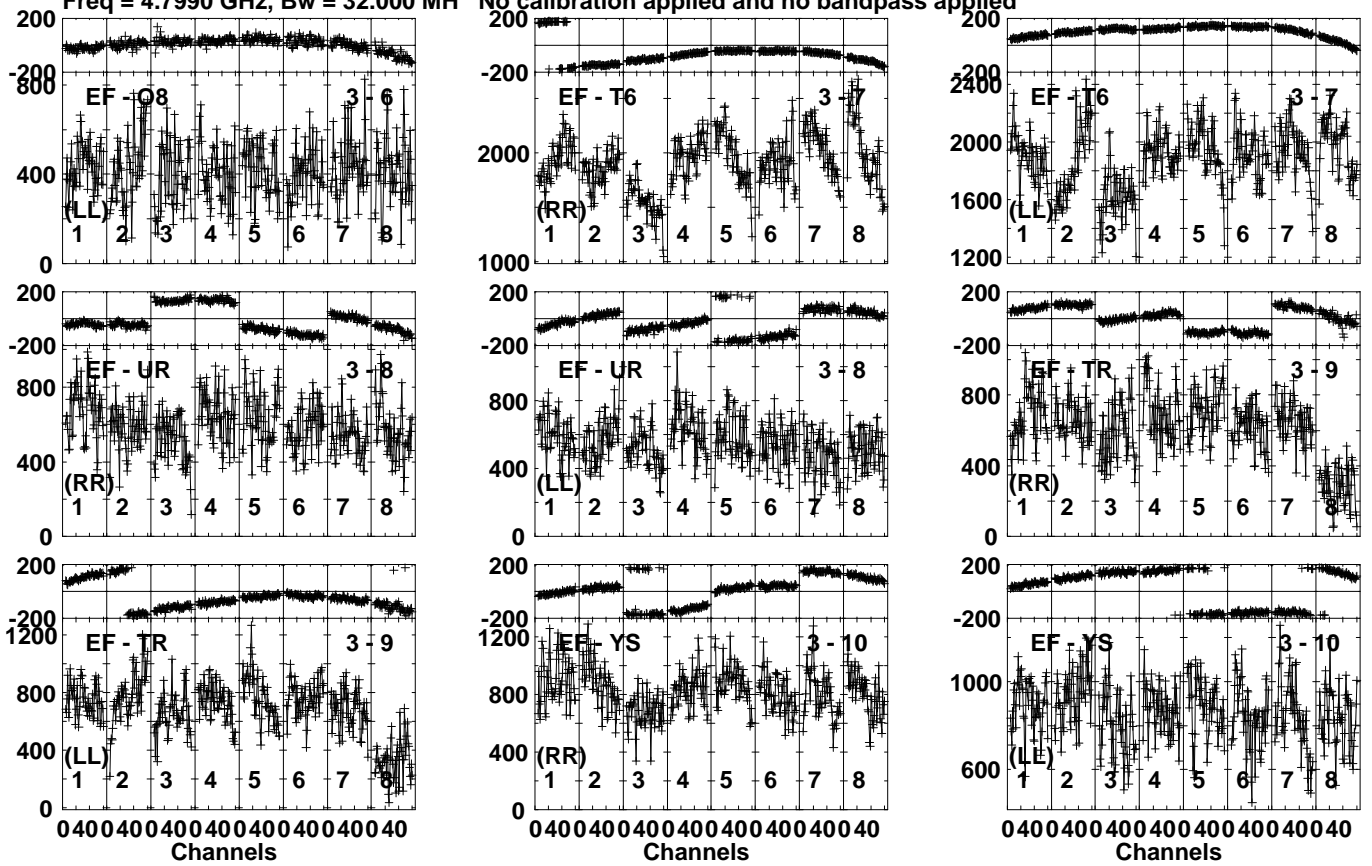 Freq = 4.7990 GHz, Bw = 32.000 MH No calibration applied and no bandpass applied
200
-200
800
400
0
EF - O8 3 - 6
(LL)
1 2 3 4 5 6 7 8
200
-200
2000
1000
EF - T6 3 - 7
(RR)
1 2 3 4 5 6 7 8
200
-200
2400
2000
1600
1200
EF - T6 3 - 7
(LL)
1 2 3 4 5 6 7 8
200
-200
800
400
0
EF - UR 3 - 8
(RR)
1 2 3 4 5 6 7 8
200
-200
800
400
0
EF - UR 3 - 8
(LL)
1 2 3 4 5 6 7 8
200
-200
800
400
0
EF - TR 3 - 9
(RR)
1 2 3 4 5 6 7 8
200
-200
1200
800
400
0
EF - TR 3 - 9
(LL)
1 2 3 4 5 6 7 8
0 40 0 40 0 40 0 40 0 40 0 40 0 40 0 40
Channels
200
-200
1200
800
400
0
EF - YS 3 - 10
(RR)
1 2 3 4 5 6 7 8
0 40 0 40 0 40 0 40 0 40 0 40 0 40 0 40
Channels
200
-200
1000
600
EF - YS 3 - 10
(LL)
1 2 3 4 5 6 7 8
0 40 0 40 0 40 0 40 0 40 0 40 0 40 0 40
Channels